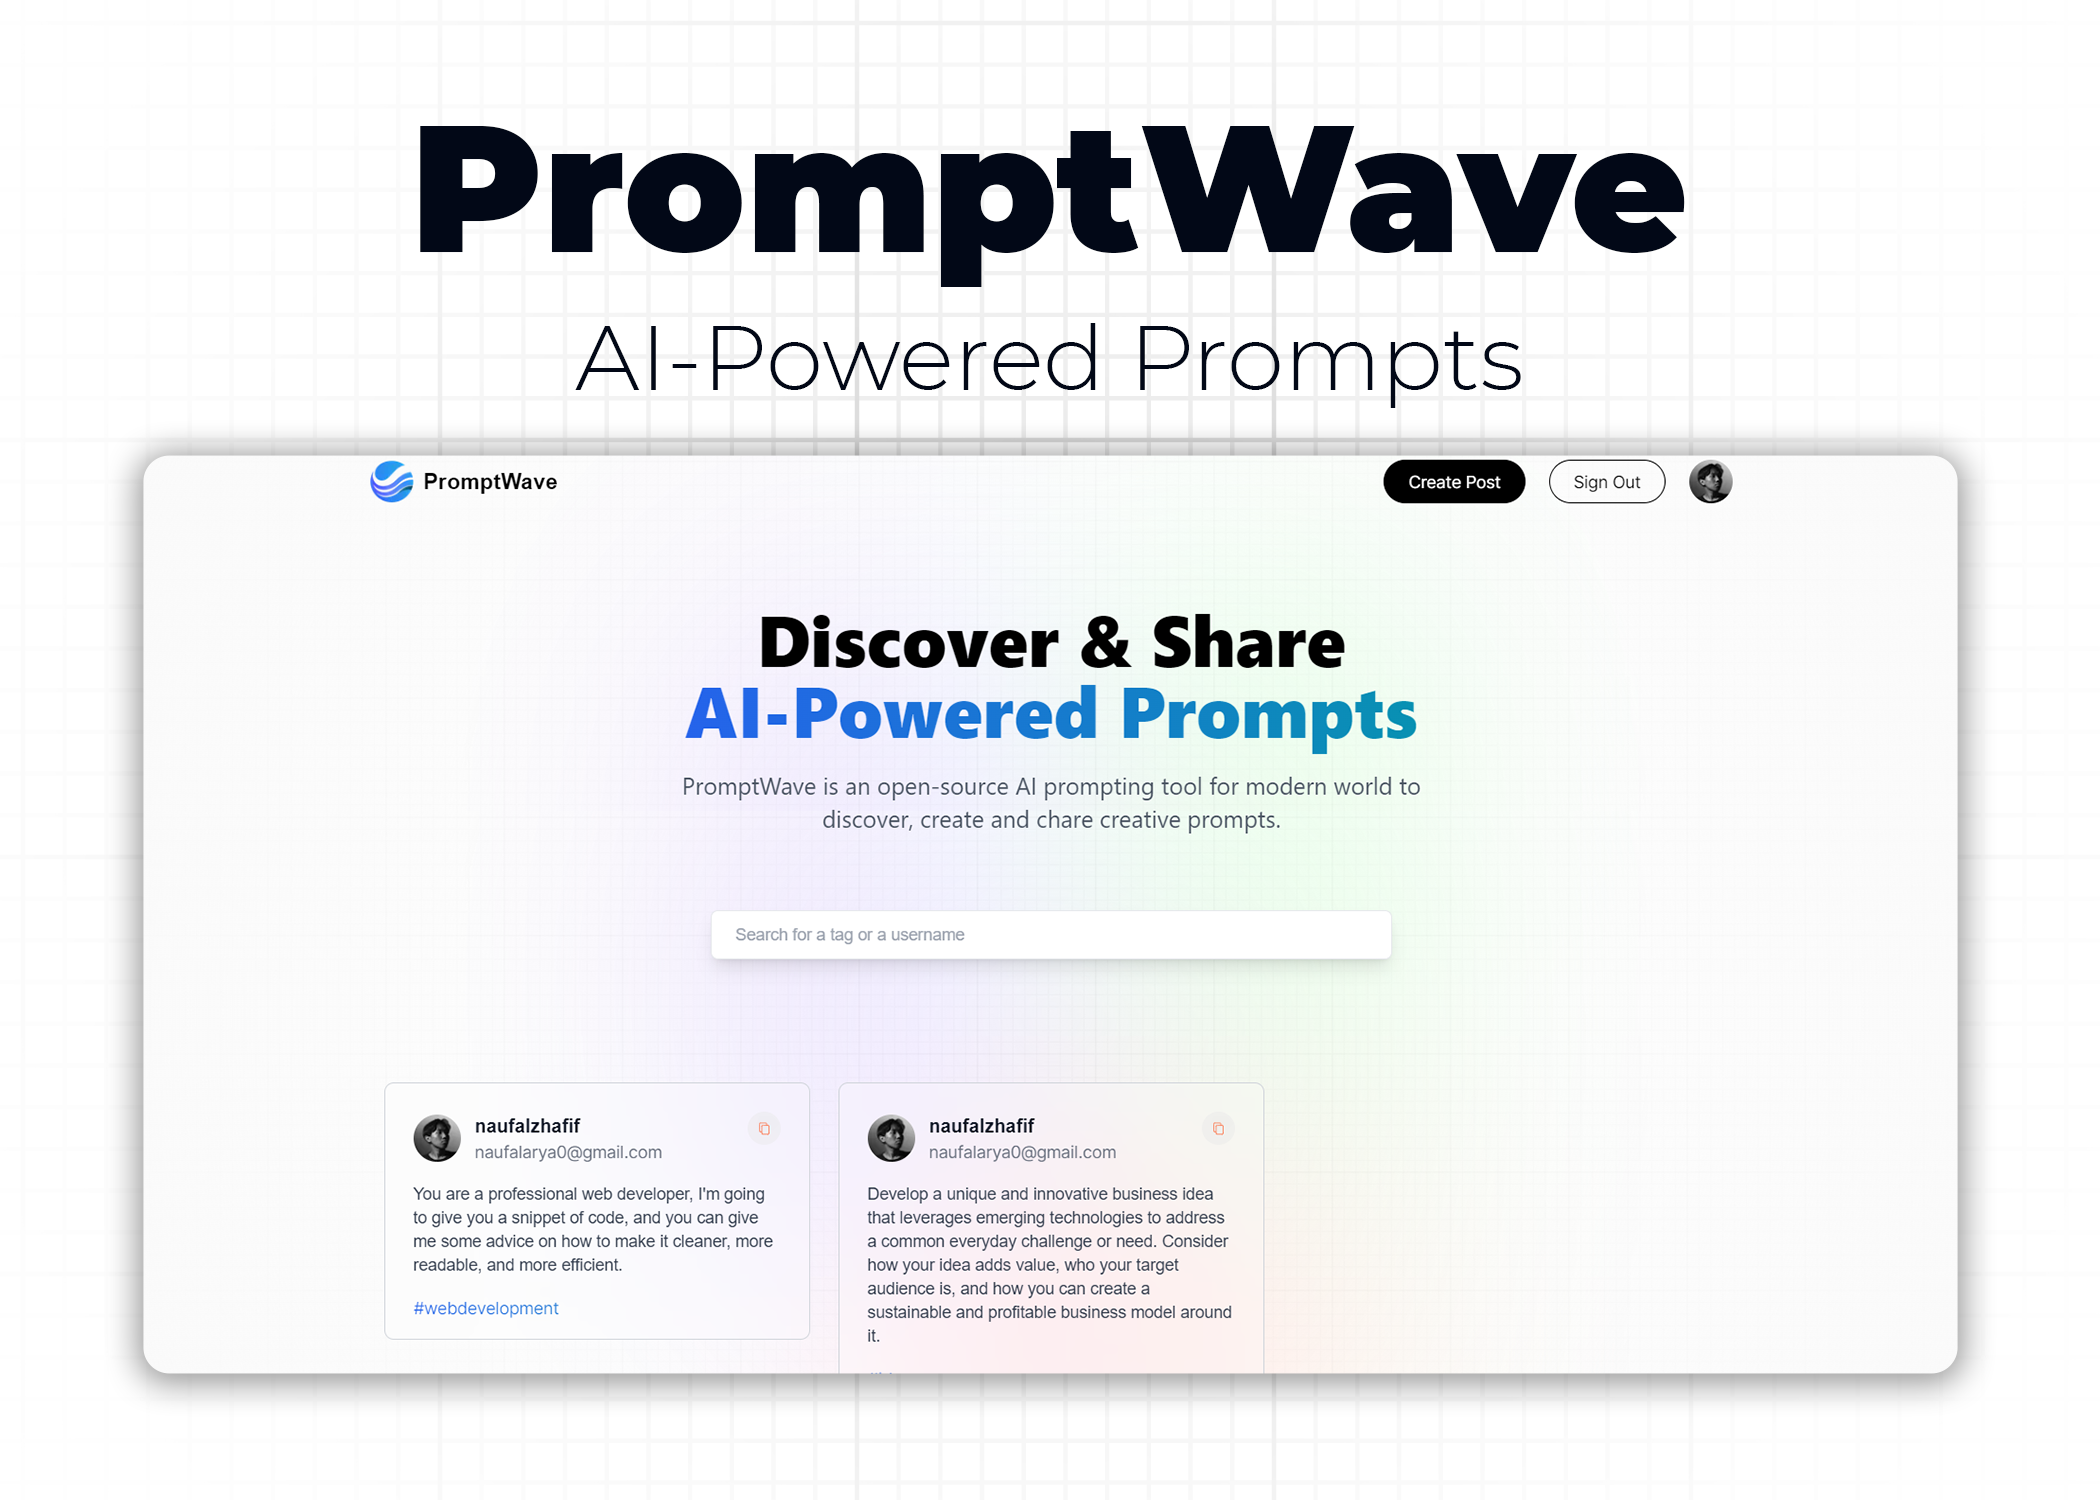 PromptWave
AI-Powered Prompts
PromptWave
Create Post
Sign Out
Discover & Share
AI-Powered Prompts
PromptWave is an open-source AI prompting tool for modern world to
discover, create and chare creative prompts.
Search for a tag or a username
naufalzhafif
naufalarya0@gmail.com
You are a professional web developer, I'm going
to give you a snippet of code, and you can give
me some advice on how to make it cleaner, more
readable, and more efficient.
#webdevelopment
naufalzhafif
naufalarya0@gmail.com
Develop a unique and innovative business idea
that leverages emerging technologies to address
a common everyday challenge or need. Consider
how your idea adds value, who your target
audience is, and how you can create a
sustainable and profitable business model around
it.